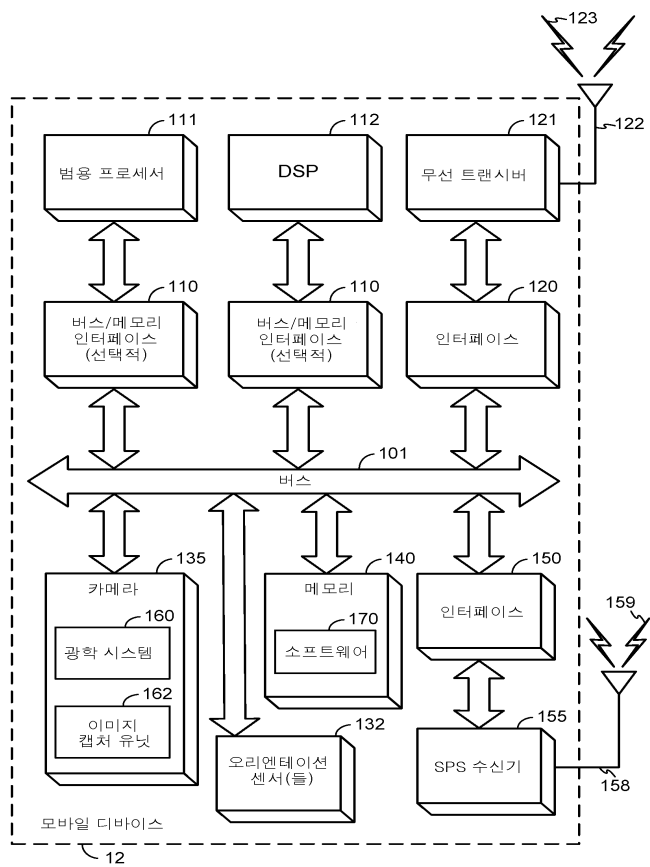 123
111
112
121
122
범용 프로세서
DSP
무선 트랜시버
110
110
120
버스/메모리
인터페이스
(선택적)
버스/메모리
인터페이스
(선택적)
인터페이스
101
버스
135
140
150
159
카메라
160
광학 시스템
162
이미지
캡처 유닛
메모리
170
소프트웨어
인터페이스
132
오리엔테이션
센서(들)
155
SPS 수신기
158
모바일 디바이스
12